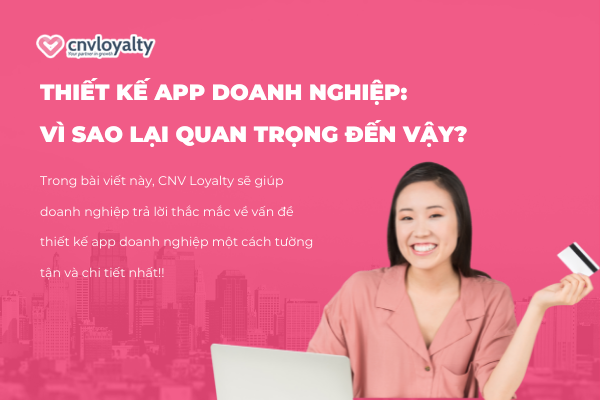 cnvloyalty
Your partner in growth
THIẾT KẾ APP DOANH NGHIỆP:
VÌ SAO LẠI QUAN TRỌNG ĐẾN VẬY?
Trong bài viết này, CNV Loyalty sẽ giúp
doanh nghiệp trả lời thắc mắc về vấn đề
thiết kế app doanh nghiệp một cách tường
tận và chi tiết nhất!!